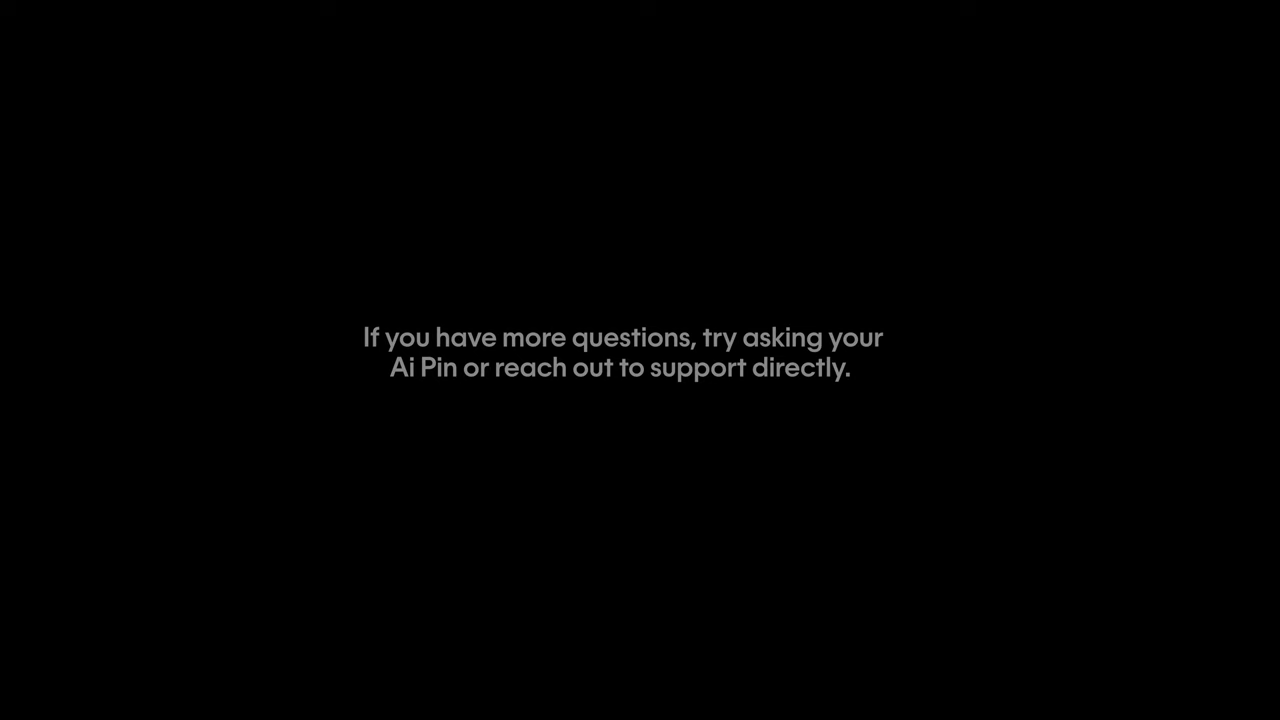 If you have more questions, try asking your
Ai Pin or reach out to support directly.